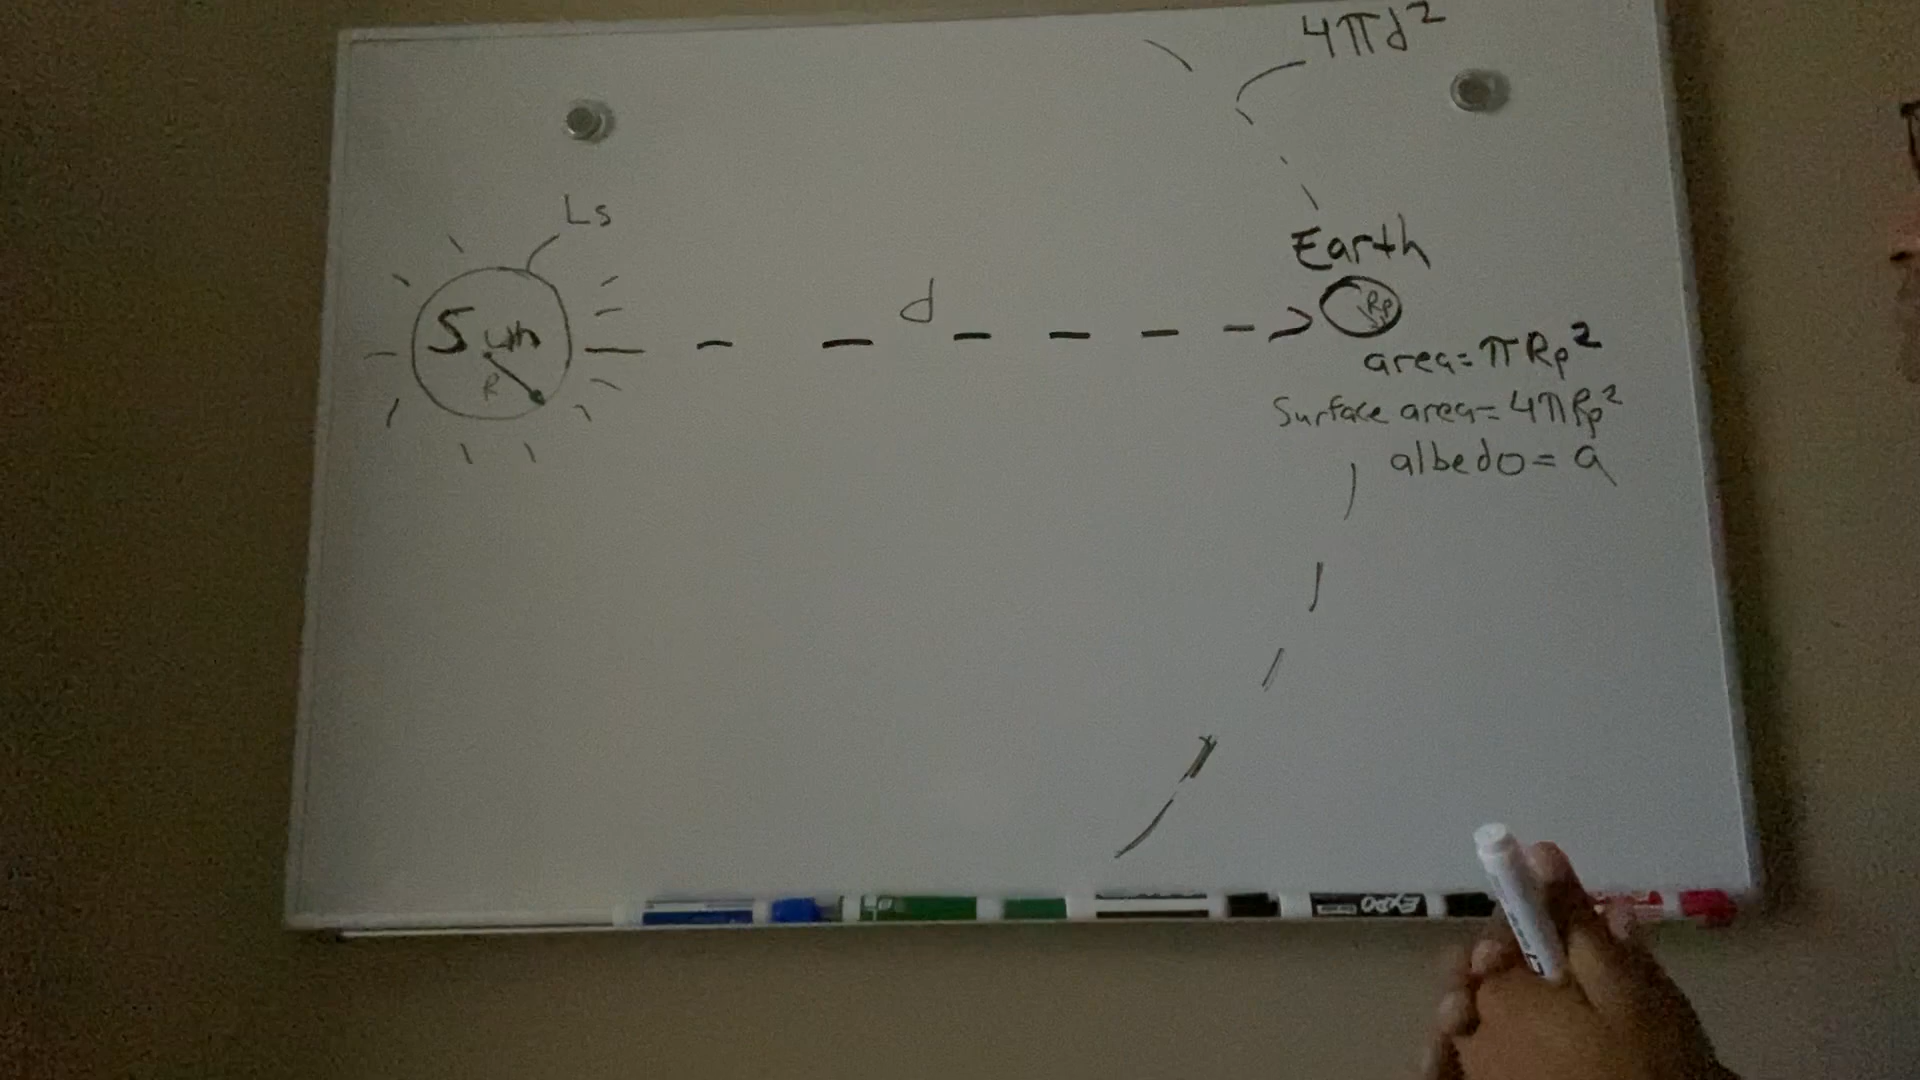 4πd²
Ls
Earth
Sun
d
Rp
R
area=πRp²
Surface area=4πRp²
albedo=a
EXPO